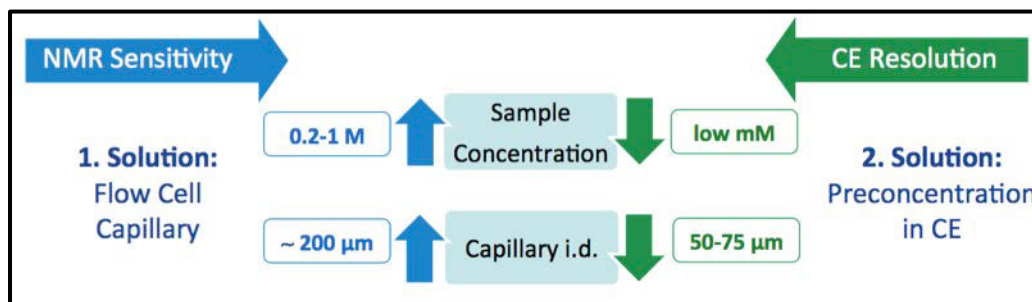 NMR Sensitivity
CE Resolution
0.2-1 M
Sample
Concentration
low mM
1. Solution:
Flow Cell
Capillary
2. Solution:
Preconcentration
in CE
~ 200 µm
Capillary i.d.
50-75 µm